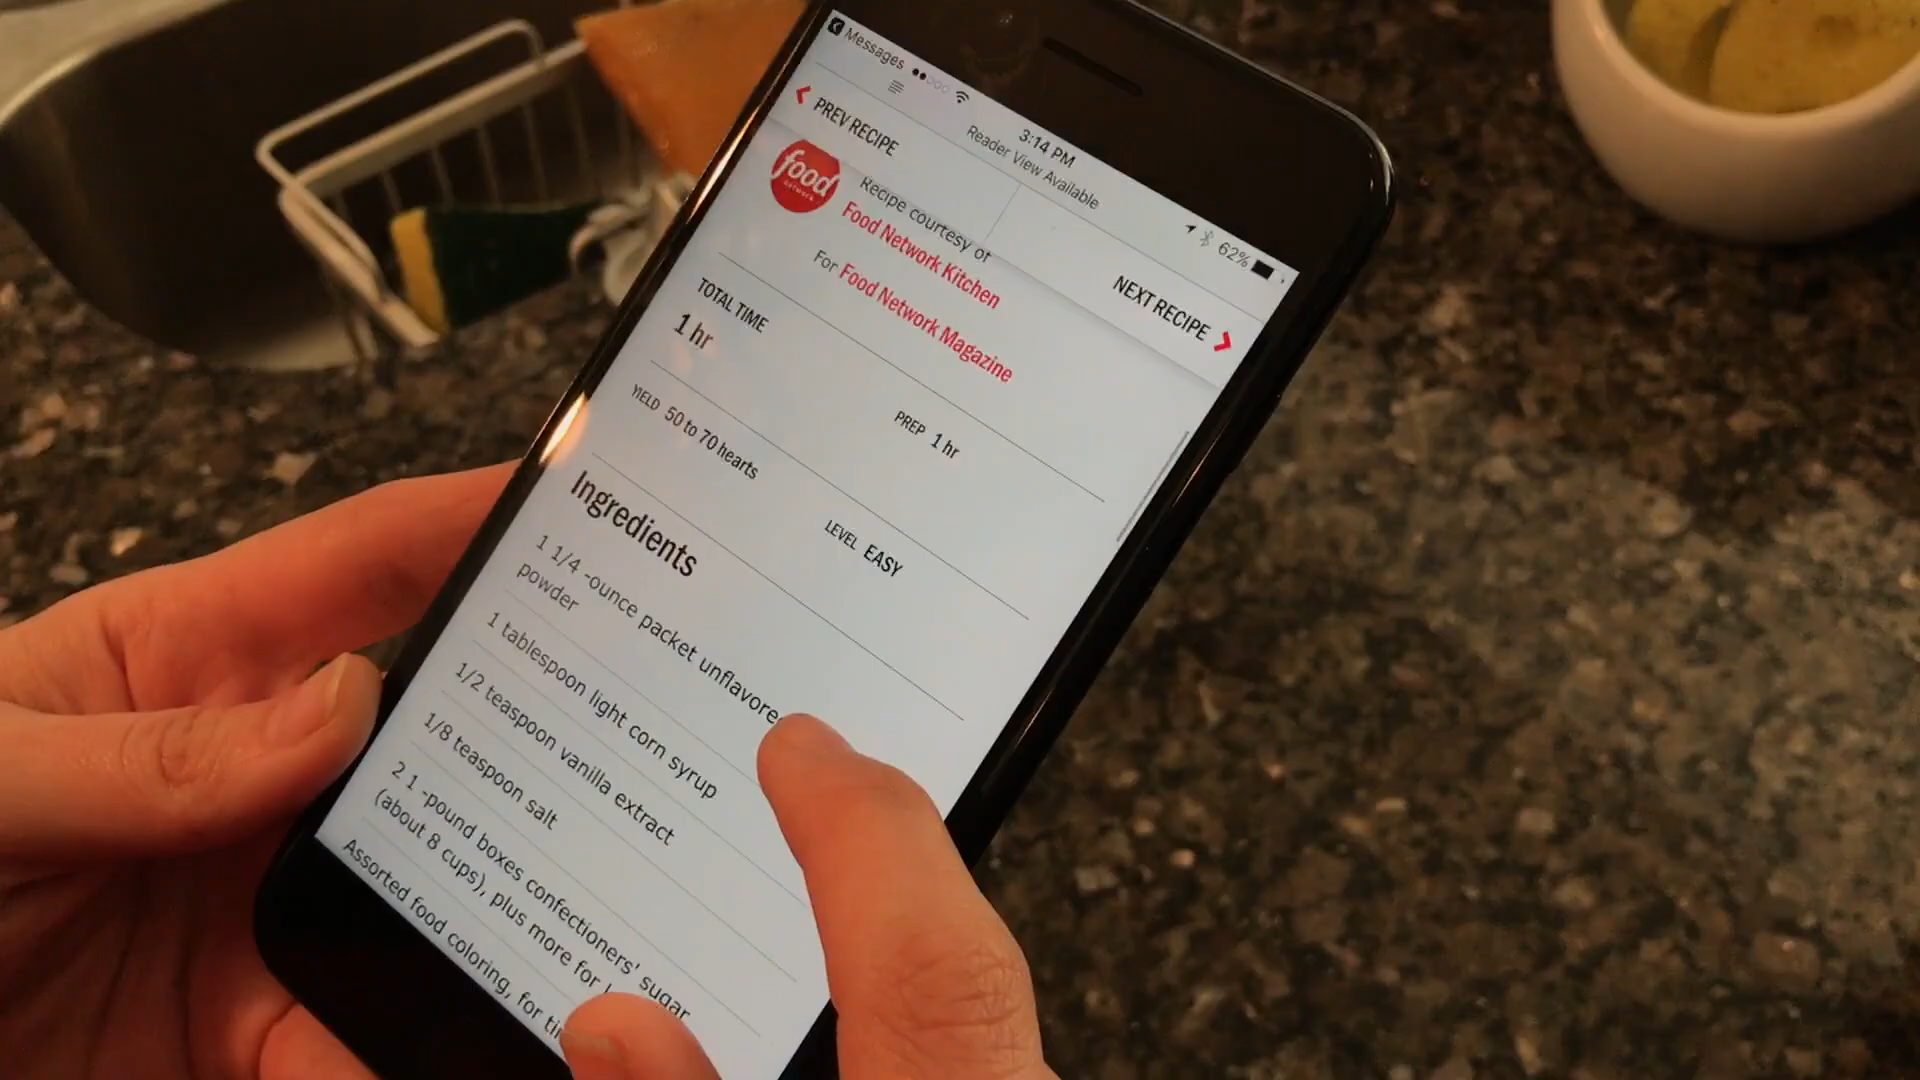 Messages
3:14 PM
62%
Reader View Available
PREV RECIPE
NEXT RECIPE
food
NETWORK
Recipe courtesy of
Food Network Kitchen
For Food Network Magazine
TOTAL TIME
1 hr
PREP 1 hr
YIELD 50 to 70 hearts
LEVEL EASY
Ingredients
1 1/4 -ounce packet unflavore
powder
1 tablespoon light corn syrup
1/2 teaspoon vanilla extract
1/8 teaspoon salt
2 1 -pound boxes confectioners' sugar
(about 8 cups), plus more for
Assorted food coloring, for